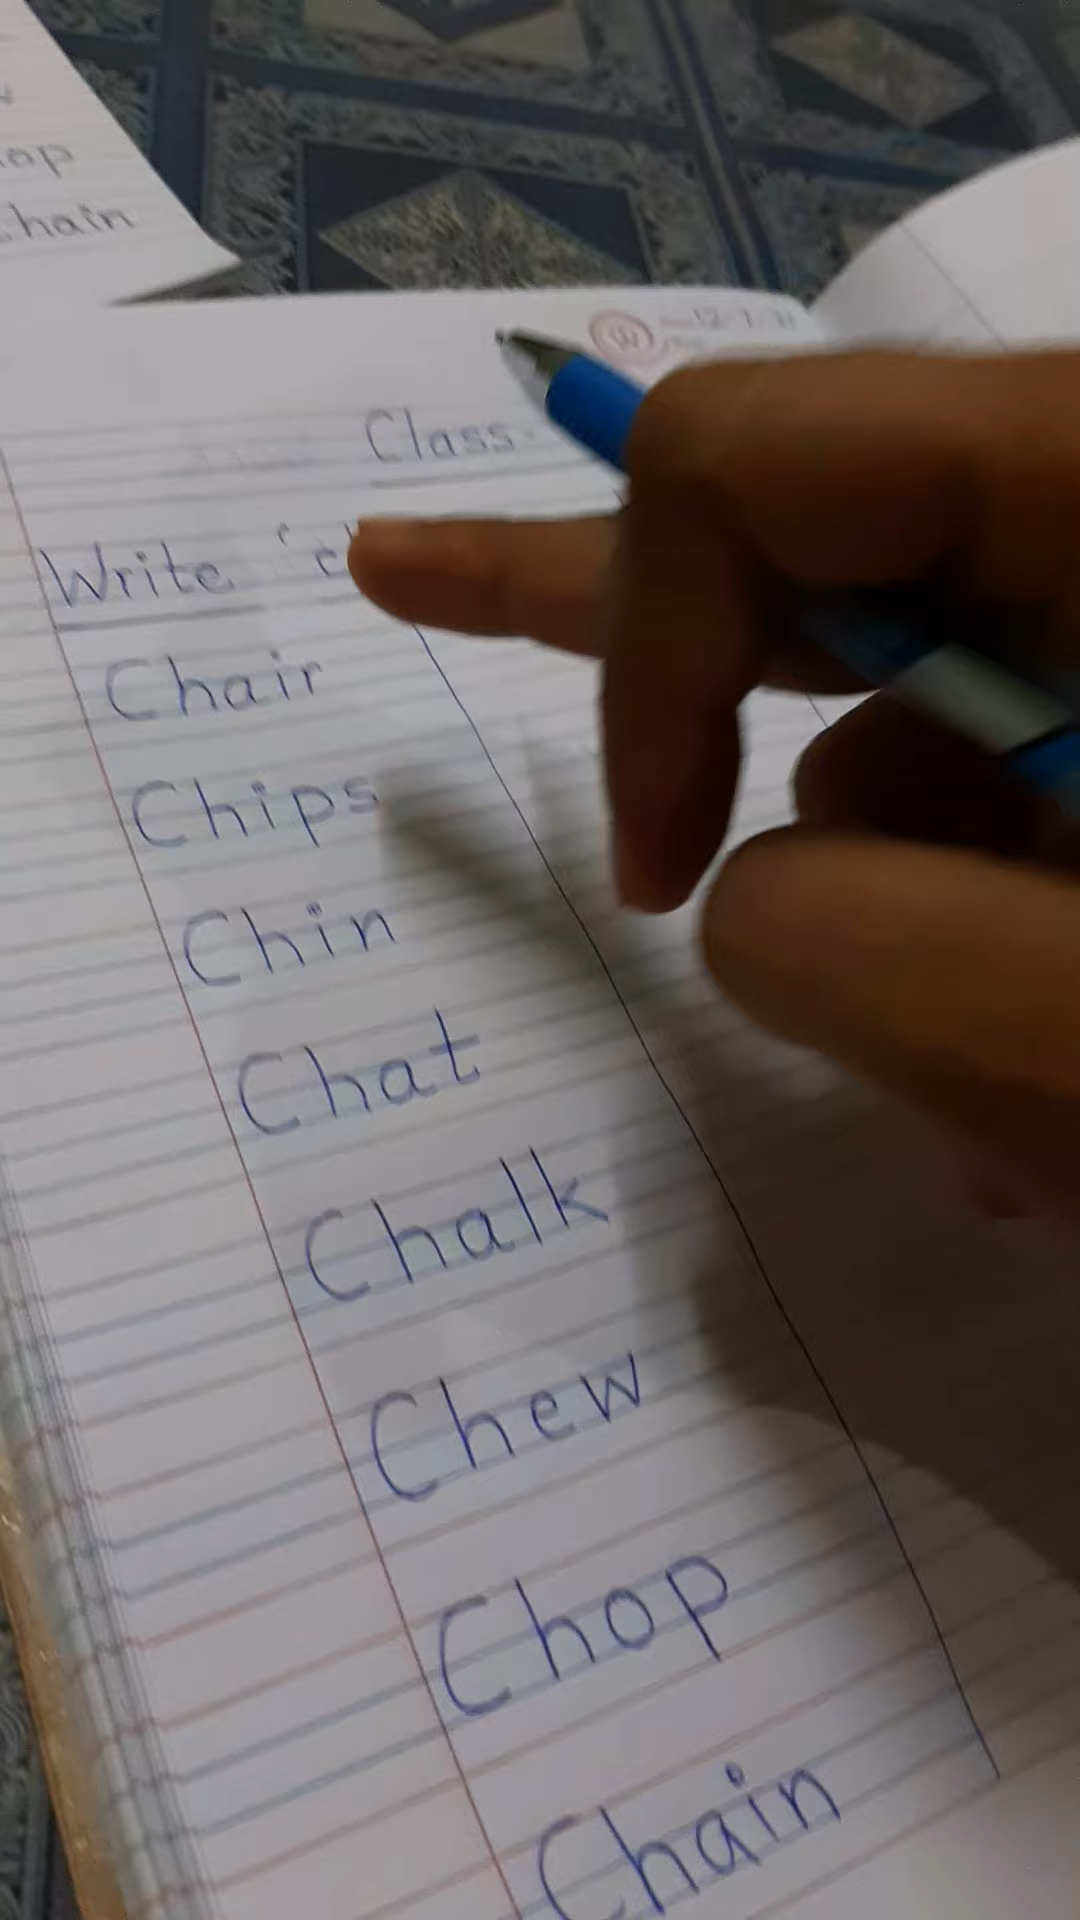 op
hain
Class
Write 'c
Chair
Chips
Chin
Chat
Chalk
Chew
Chop
Chain